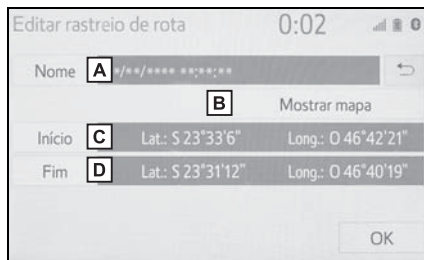 Editar rastreio de rota 0:02
Nome A */**/**** **:**:**
B Mostrar mapa
Início C Lat.: S 23°33'6" Long.: O 46°42'21"
Fim D Lat.: S 23°31'12" Long.: O 46°40'19"
OK